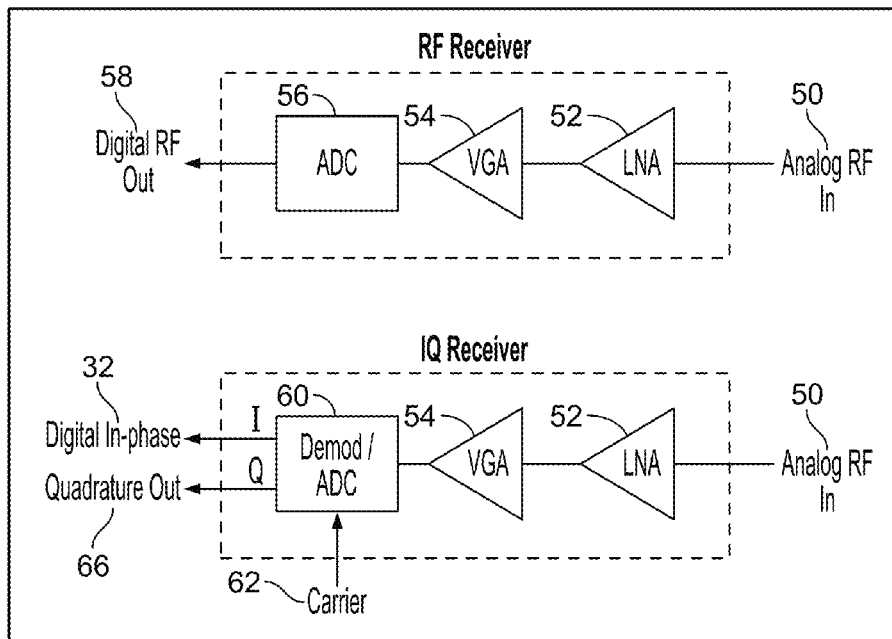 RF Receiver
58
56
54
52
50
Digital RF
Out
ADC
VGA
LNA
Analog RF
In
IQ Receiver
32
60
54
52
50
Digital In-phase
I
Quadrature Out
Q
Demod /
ADC
VGA
LNA
Analog RF
In
66
62
Carrier